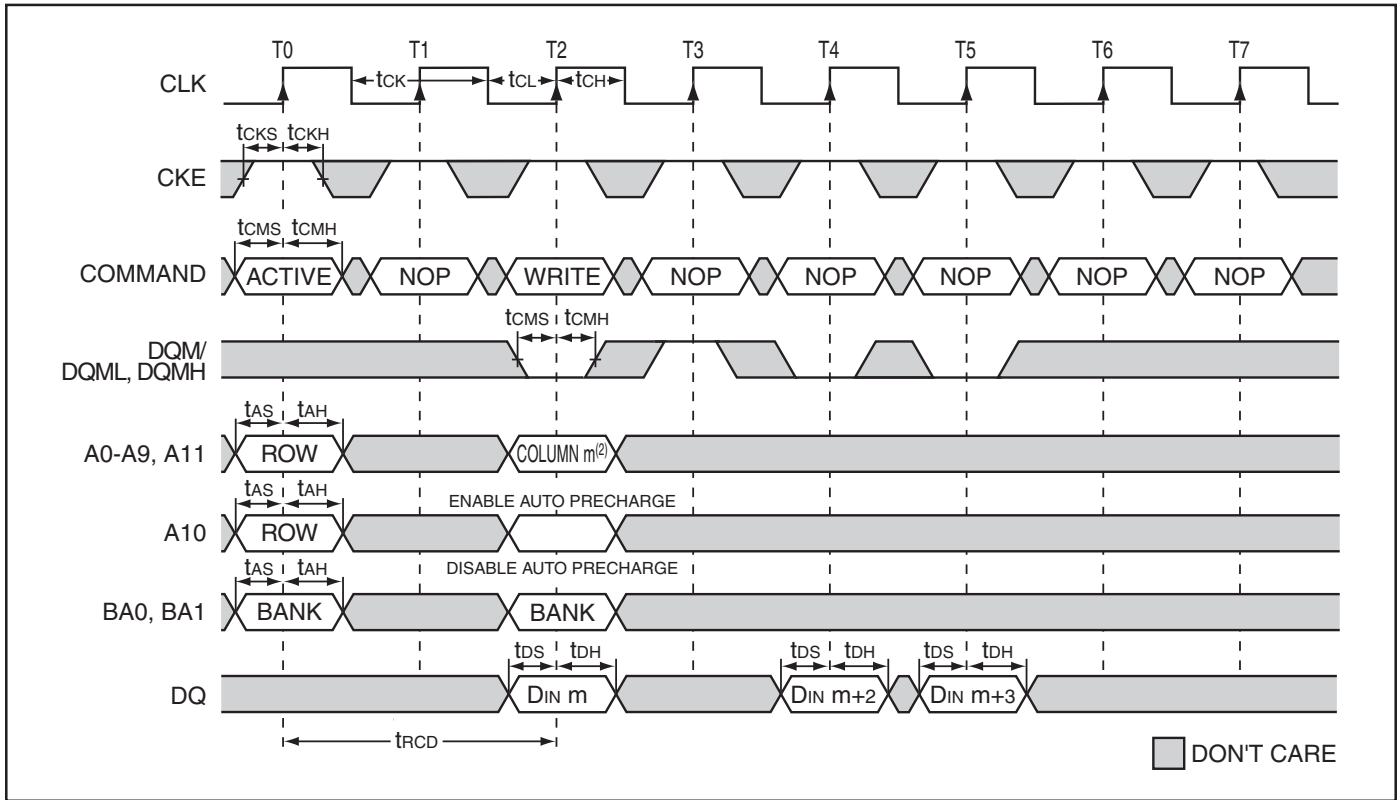 T0 T1 T2 T3 T4 T5 T6 T7
CLK
tCK tCL tCH
tCKS tCKH
CKE
tCMS tCMH
COMMAND ACTIVE NOP WRITE NOP NOP NOP NOP NOP
tCMS tCMH
DQM/
DQML, DQMH
tAS tAH
A0-A9, A11 ROW COLUMN m(2)
tAS tAH ENABLE AUTO PRECHARGE
A10 ROW
DISABLE AUTO PRECHARGE
tAS tAH
BA0, BA1 BANK BANK
tDS tDH tDS tDH tDS tDH
DQ DIN m DIN m+2 DIN m+3
tRCD
DON'T CARE